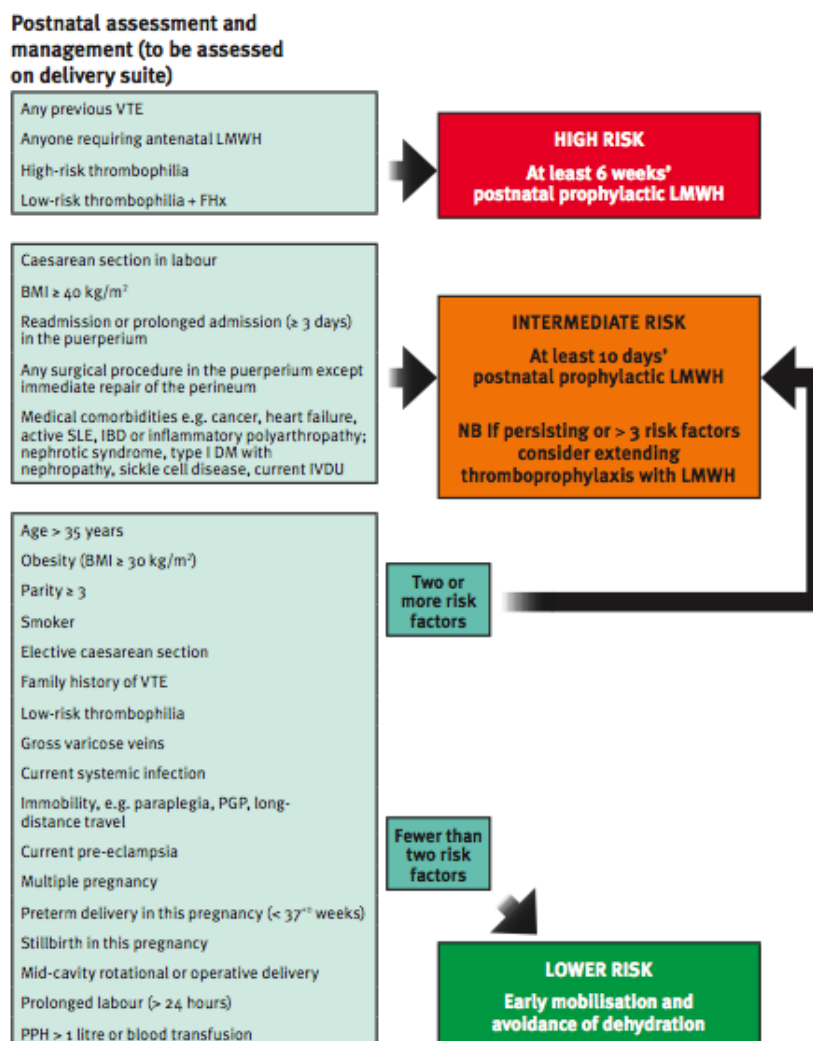 Postnatal assessment and
management (to be assessed
on delivery suite)
Any previous VTE
Anyone requiring antenatal LMWH
High-risk thrombophilia
Low-risk thrombophilia + FHx
HIGH RISK
At least 6 weeks’
postnatal prophylactic LMWH
Caesarean section in labour
BMI ≥ 40 kg/m²
Readmission or prolonged admission (≥ 3 days)
in the puerperium
Any surgical procedure in the puerperium except
immediate repair of the perineum
Medical comorbidities e.g. cancer, heart failure,
active SLE, IBD or inflammatory polyarthropathy;
nephrotic syndrome, type I DM with
nephropathy, sickle cell disease, current IVDU
INTERMEDIATE RISK
At least 10 days’
postnatal prophylactic LMWH
NB If persisting or > 3 risk factors
consider extending
thromboprophylaxis with LMWH
Age > 35 years
Obesity (BMI ≥ 30 kg/m²)
Parity ≥ 3
Smoker
Elective caesarean section
Family history of VTE
Low-risk thrombophilia
Gross varicose veins
Current systemic infection
Immobility, e.g. paraplegia, PGP, long-
distance travel
Current pre-eclampsia
Multiple pregnancy
Preterm delivery in this pregnancy (< 37⁺⁰ weeks)
Stillbirth in this pregnancy
Mid-cavity rotational or operative delivery
Prolonged labour (> 24 hours)
PPH > 1 litre or blood transfusion
Two or
more risk
factors
Fewer than
two risk
factors
LOWER RISK
Early mobilisation and
avoidance of dehydration